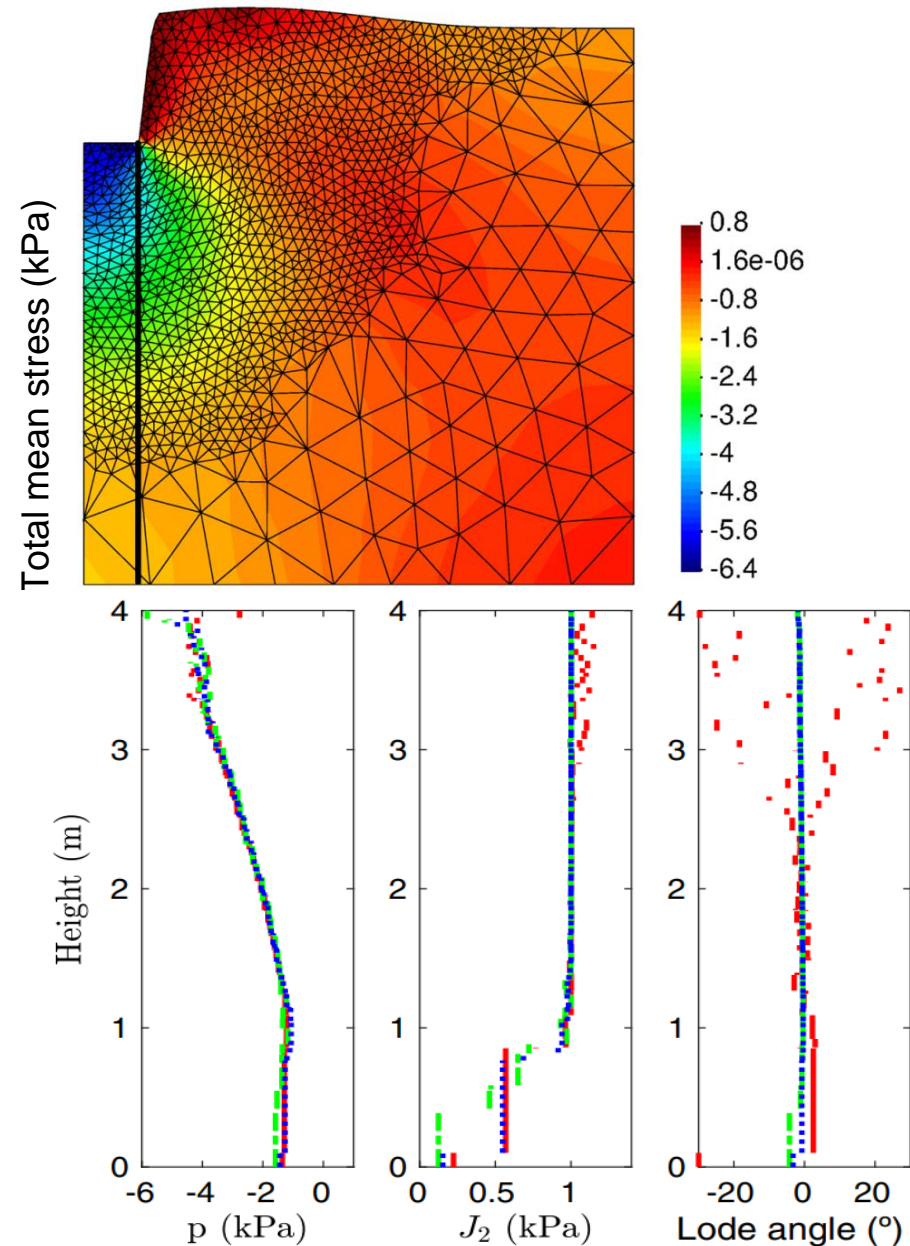 Total mean stress (kPa)
0.8
1.6e-06
-0.8
-1.6
-2.4
-3.2
-4
-4.8
-5.6
-6.4
Height (m)
4
3
2
1
0
-6 -4 -2 0
p (kPa)
4
3
2
1
0
0 0.5 1
J₂ (kPa)
4
3
2
1
0
-20 0 20
Lode angle (º)